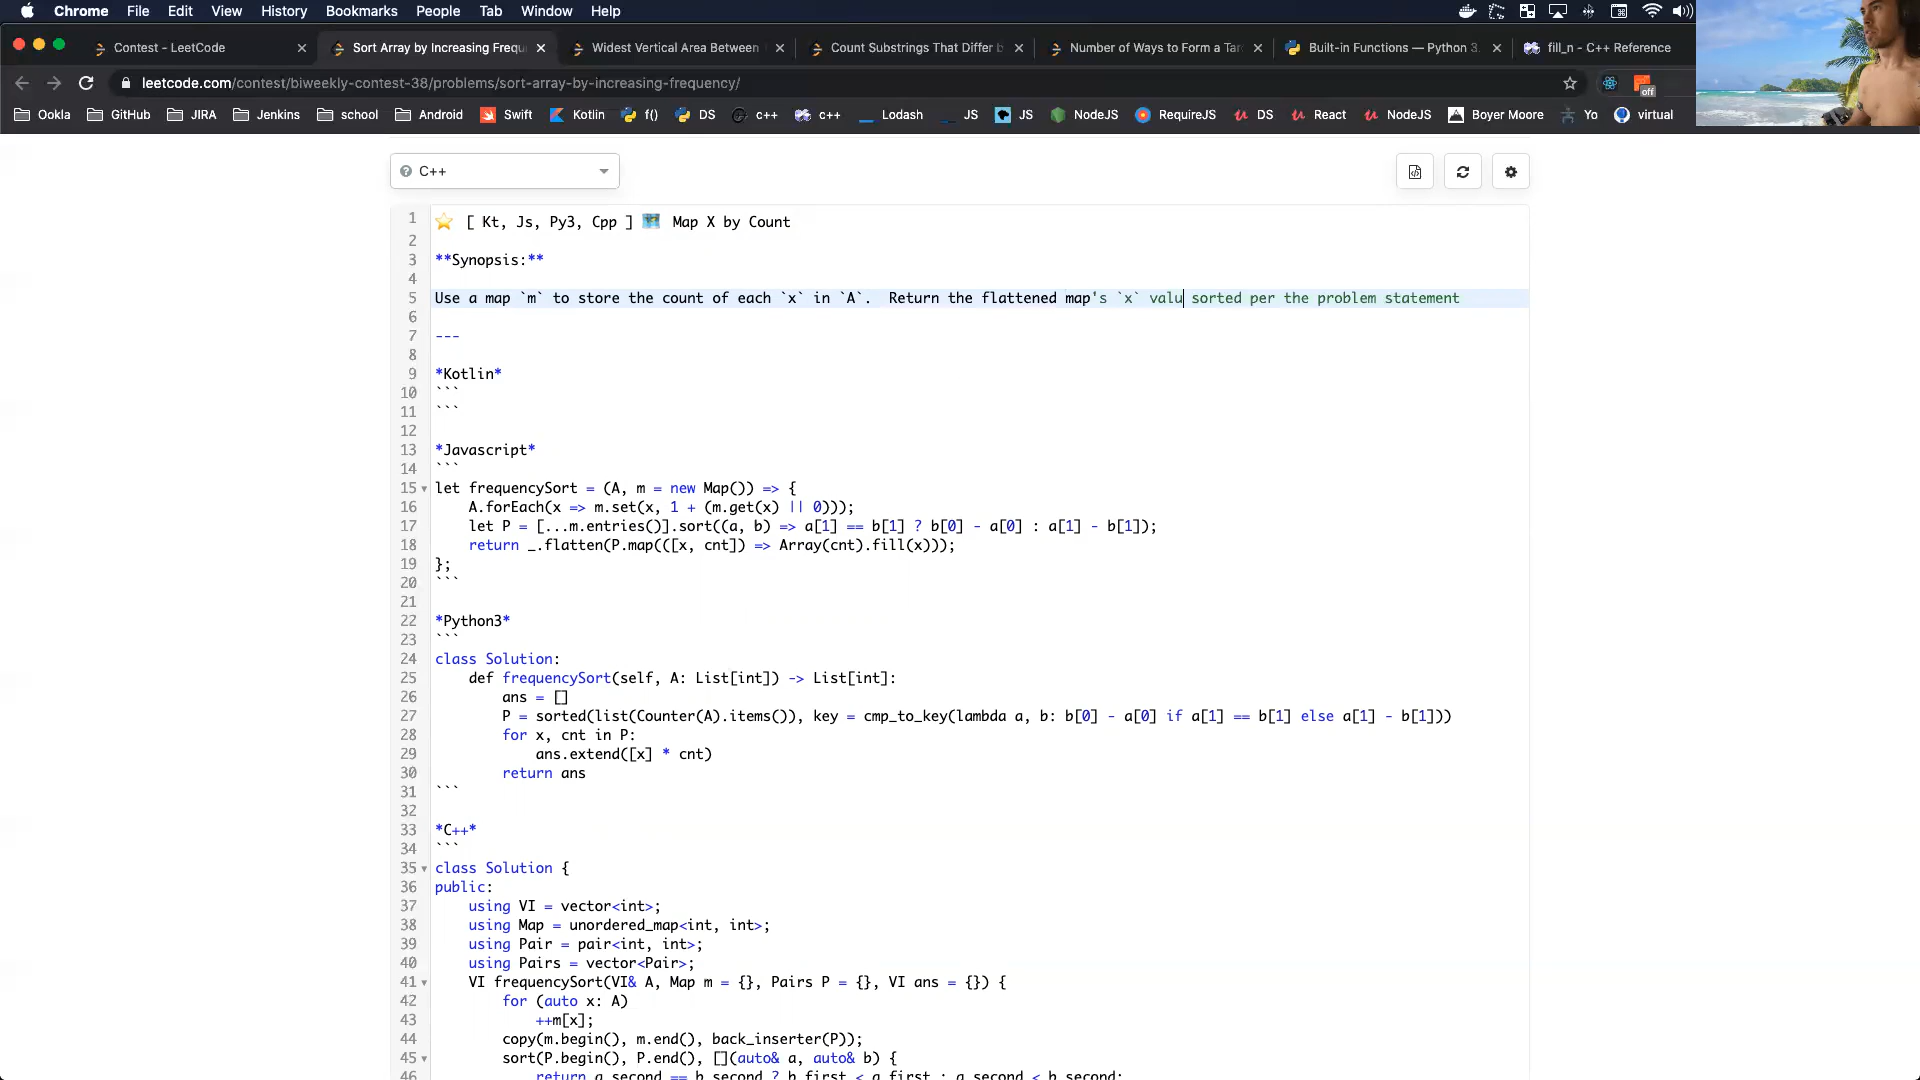 Chrome File Edit View History Bookmarks People Tab Window Help
Contest - LeetCode
Sort Array by Increasing Frequ
Widest Vertical Area Between
Count Substrings That Differ b
Number of Ways to Form a Tar
Built-in Functions — Python 3.
fill_n - C++ Reference
leetcode.com/contest/biweekly-contest-38/problems/sort-array-by-increasing-frequency/
off
Ookla GitHub JIRA Jenkins school Android Swift Kotlin f() DS c++ c++ Lodash JS JS NodeJS RequireJS DS React NodeJS Boyer Moore Yo virtual
C++
1 [ Kt, Js, Py3, Cpp ] Map X by Count
2
3 **Synopsis:**
4
5 Use a map `m` to store the count of each `x` in `A`.  Return the flattened map's `x` valu sorted per the problem statement
6
7 ---
8
9 *Kotlin*
10 ```
11 ```
12
13 *Javascript*
14 ```
15 let frequencySort = (A, m = new Map()) => {
16     A.forEach(x => m.set(x, 1 + (m.get(x) || 0)));
17     let P = [...m.entries()].sort((a, b) => a[1] == b[1] ? b[0] - a[0] : a[1] - b[1]);
18     return _.flatten(P.map(([x, cnt]) => Array(cnt).fill(x)));
19 };
20 ```
21
22 *Python3*
23 ```
24 class Solution:
25     def frequencySort(self, A: List[int]) -> List[int]:
26         ans = []
27         P = sorted(list(Counter(A).items()), key = cmp_to_key(lambda a, b: b[0] - a[0] if a[1] == b[1] else a[1] - b[1]))
28         for x, cnt in P:
29             ans.extend([x] * cnt)
30         return ans
31 ```
32
33 *C++*
34 ```
35 class Solution {
36 public:
37     using VI = vector<int>;
38     using Map = unordered_map<int, int>;
39     using Pair = pair<int, int>;
40     using Pairs = vector<Pair>;
41     VI frequencySort(VI& A, Map m = {}, Pairs P = {}, VI ans = {}) {
42         for (auto x: A)
43             ++m[x];
44         copy(m.begin(), m.end(), back_inserter(P));
45         sort(P.begin(), P.end(), [](auto& a, auto& b) {
46             return a.second == b.second ? b.first < a.first : a.second < b.second;